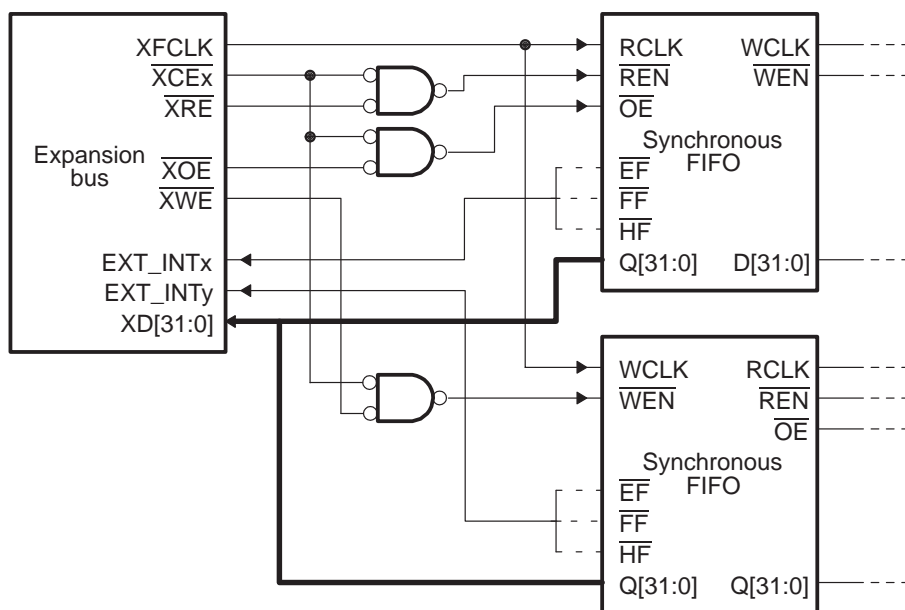 Expansion
bus
XFCLK
XCEx
XRE
XOE
XWE
EXT_INTx
EXT_INTy
XD[31:0]
RCLK WCLK
REN WEN
OE
Synchronous
FIFO
EF
FF
HF
Q[31:0] D[31:0]
WCLK RCLK
WEN REN
OE
Synchronous
FIFO
EF
FF
HF
Q[31:0] Q[31:0]